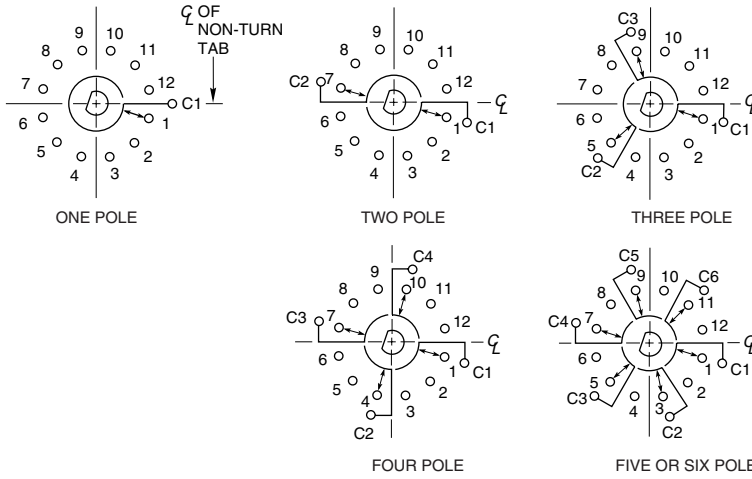 ℄ OF
NON-TURN
TAB
9 10
8 11
7 12
C1
6 1
5 2
4 3
ONE POLE
9 10
8 11
C2 7 12
℄
6 1 C1
5 2
4 3
TWO POLE
C3
9 10
8 11
7 12
℄
6 1 C1
5 2
C2 4 3
THREE POLE
C4
9 10
8 11
C3 7 12
℄
6 1 C1
5 2
4 3
C2
FOUR POLE
C5 C6
9 10
8 11
C4 7 12
℄
6 1 C1
5 2
C3 4 3
C2
FIVE OR SIX POLE